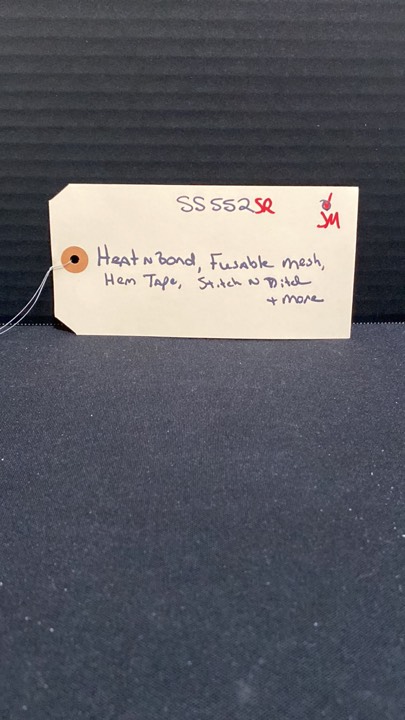 SS552SR
JM
Heat N Bond, Fusable mesh,
Hem Tape, Stitch N Ditch
+ more